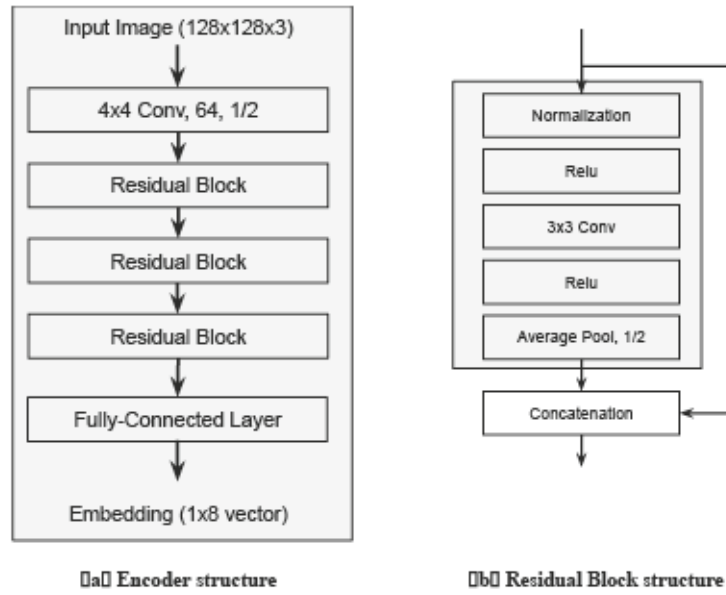 Input Image (128x128x3)
4x4 Conv, 64, 1/2
Residual Block
Residual Block
Residual Block
Fully-Connected Layer
Embedding (1x8 vector)
▯a▯ Encoder structure
Normalization
Relu
3x3 Conv
Relu
Average Pool, 1/2
Concatenation
▯b▯ Residual Block structure